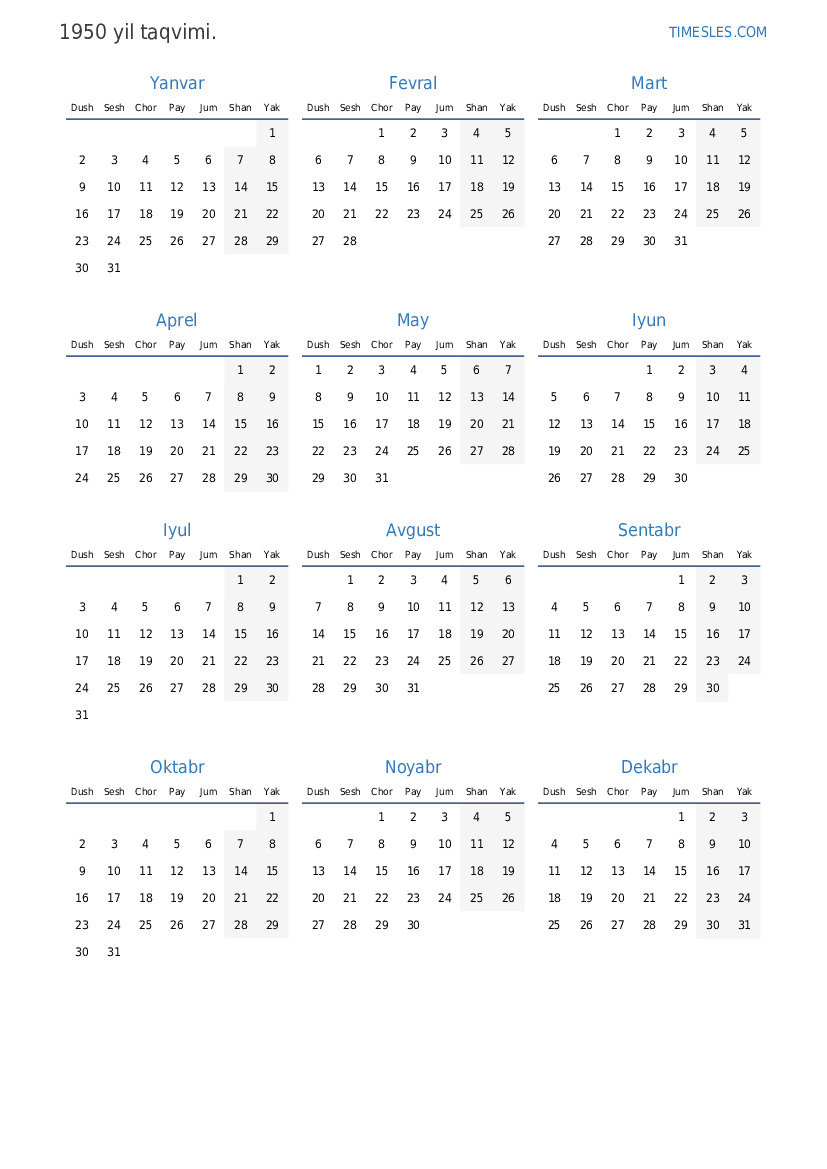 1950 yil taqvimi.
TIMESLES.COM
Yanvar Fevral Mart
Dush Sesh Chor Pay Jum Shan Yak Dush Sesh Chor Pay Jum Shan Yak Dush Sesh Chor Pay Jum Shan Yak
1 1 2 3 4 5 1 2 3 4 5
2 3 4 5 6 7 8 6 7 8 9 10 11 12 6 7 8 9 10 11 12
9 10 11 12 13 14 15 13 14 15 16 17 18 19 13 14 15 16 17 18 19
16 17 18 19 20 21 22 20 21 22 23 24 25 26 20 21 22 23 24 25 26
23 24 25 26 27 28 29 27 28 27 28 29 30 31
30 31
Aprel May Iyun
Dush Sesh Chor Pay Jum Shan Yak Dush Sesh Chor Pay Jum Shan Yak Dush Sesh Chor Pay Jum Shan Yak
1 2 1 2 3 4 5 6 7 1 2 3 4
3 4 5 6 7 8 9 8 9 10 11 12 13 14 5 6 7 8 9 10 11
10 11 12 13 14 15 16 15 16 17 18 19 20 21 12 13 14 15 16 17 18
17 18 19 20 21 22 23 22 23 24 25 26 27 28 19 20 21 22 23 24 25
24 25 26 27 28 29 30 29 30 31 26 27 28 29 30
Iyul Avgust Sentabr
Dush Sesh Chor Pay Jum Shan Yak Dush Sesh Chor Pay Jum Shan Yak Dush Sesh Chor Pay Jum Shan Yak
1 2 1 2 3 4 5 6 1 2 3
3 4 5 6 7 8 9 7 8 9 10 11 12 13 4 5 6 7 8 9 10
10 11 12 13 14 15 16 14 15 16 17 18 19 20 11 12 13 14 15 16 17
17 18 19 20 21 22 23 21 22 23 24 25 26 27 18 19 20 21 22 23 24
24 25 26 27 28 29 30 28 29 30 31 25 26 27 28 29 30
31
Oktabr Noyabr Dekabr
Dush Sesh Chor Pay Jum Shan Yak Dush Sesh Chor Pay Jum Shan Yak Dush Sesh Chor Pay Jum Shan Yak
1 1 2 3 4 5 1 2 3
2 3 4 5 6 7 8 6 7 8 9 10 11 12 4 5 6 7 8 9 10
9 10 11 12 13 14 15 13 14 15 16 17 18 19 11 12 13 14 15 16 17
16 17 18 19 20 21 22 20 21 22 23 24 25 26 18 19 20 21 22 23 24
23 24 25 26 27 28 29 27 28 29 30 25 26 27 28 29 30 31
30 31